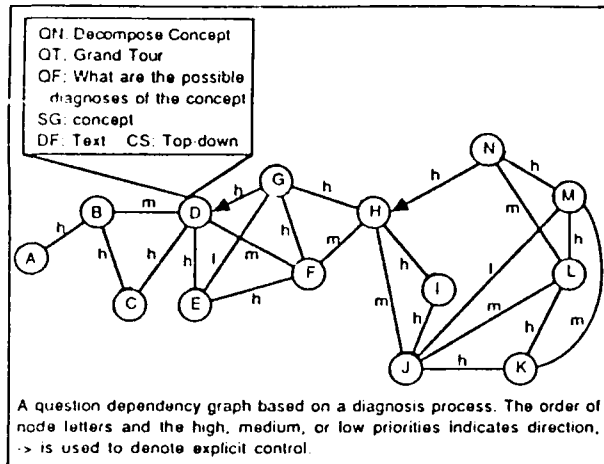 QN: Decompose Concept
QT: Grand Tour
QF: What are the possible
diagnoses of the concept
SG: concept
DF: Text CS: Top-down
N
G
h
M
h
h
h
B
m
D
H
m
h
A
h
h
h
h
l
m
h
m
F
h
I
l
L
C
E
h
m
h
m
h
m
J
h
K
A question dependency graph based on a diagnosis process. The order of
node letters and the high, medium, or low priorities indicates direction,
-> is used to denote explicit control.